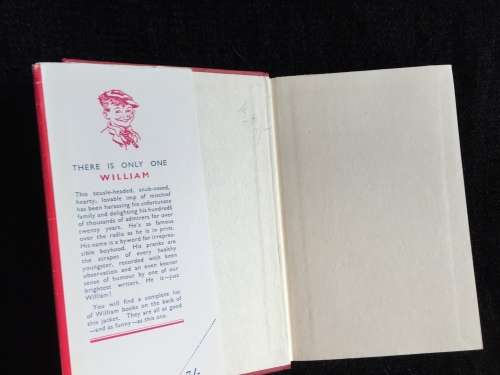 THERE IS ONLY ONE
WILLIAM
This tousle-headed, snub-nosed,
hearty, lovable imp of mischief
has been harassing his unfortunate
family and delighting his hundreds
of thousands of admirers for over
twenty years. He's as famous
over the radio as he is in print.
His name is a byword for irrepres-
sible boyhood. His pranks are
the scrapes of every healthy
youngster, recorded with keen
observation and an even keener
sense of humour by one of our
brightest writers. He is—just
William!
You will find a complete list
of William books on the back of
this jacket. They are all as good
—and as funny—as this one.